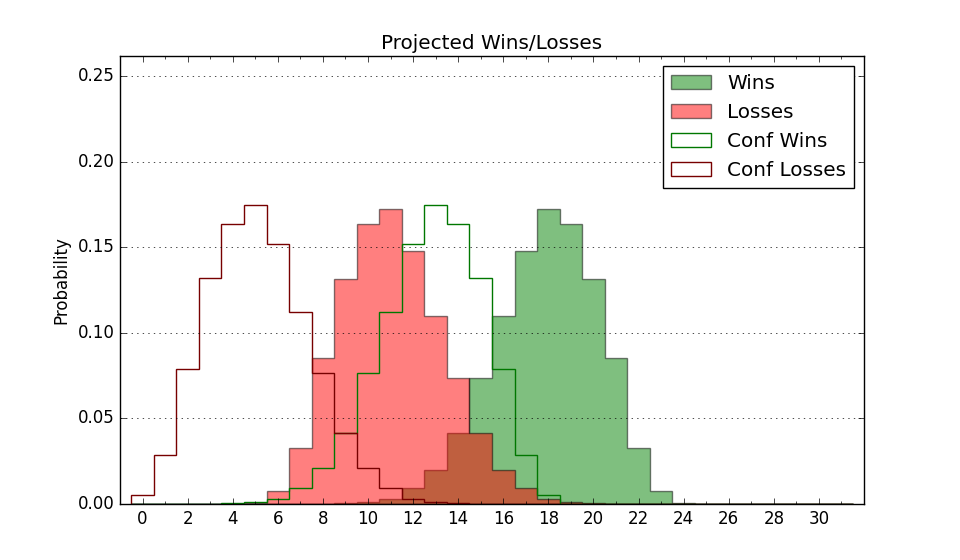 Projected Wins/Losses
0.25
0.20
0.15
0.10
0.05
0.00
Probability
Wins
Losses
Conf Wins
Conf Losses
0 2 4 6 8 10 12 14 16 18 20 22 24 26 28 30